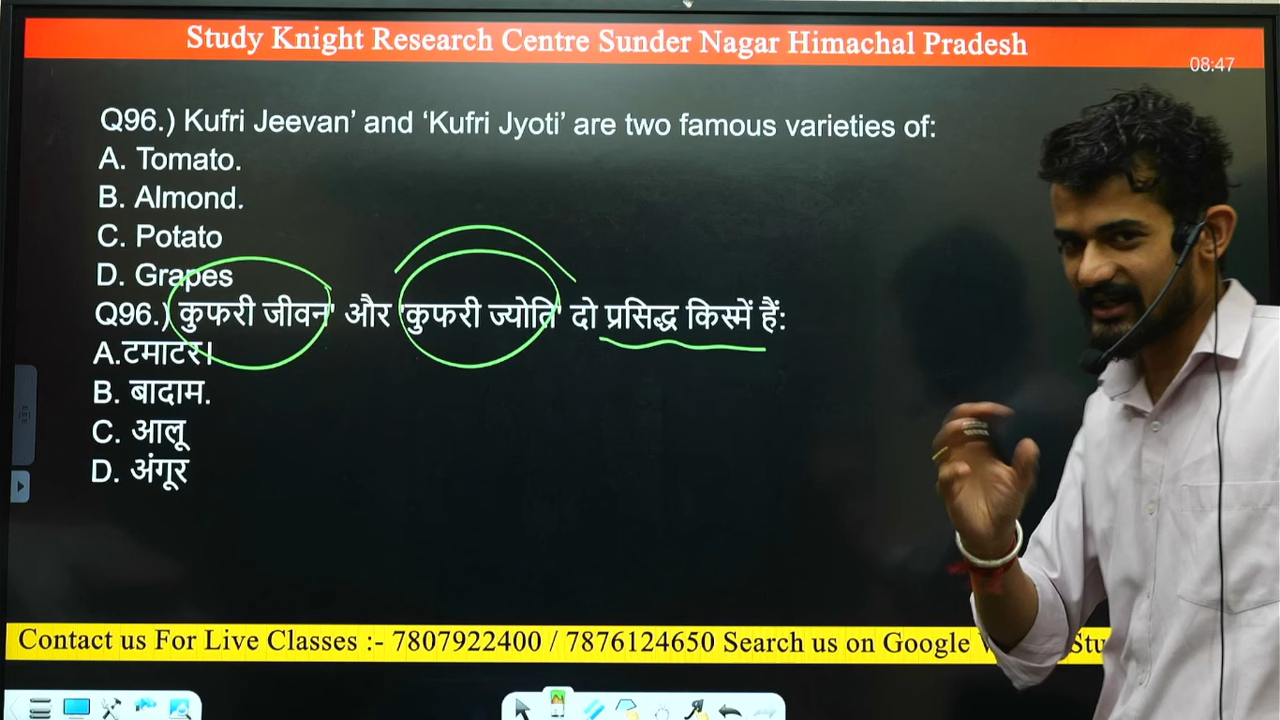 Study Knight Research Centre Sunder Nagar Himachal Pradesh
08:47
Q96.) Kufri Jeevan’ and ‘Kufri Jyoti’ are two famous varieties of:
A. Tomato.
B. Almond.
C. Potato
D. Grapes
Q96.) कुफरी जीवन' और 'कुफरी ज्योति' दो प्रसिद्ध किस्में हैं:
A.टमाटर।
B. बादाम.
C. आलू
D. अंगूर
Contact us For Live Classes :- 7807922400 / 7876124650 Search us on Google